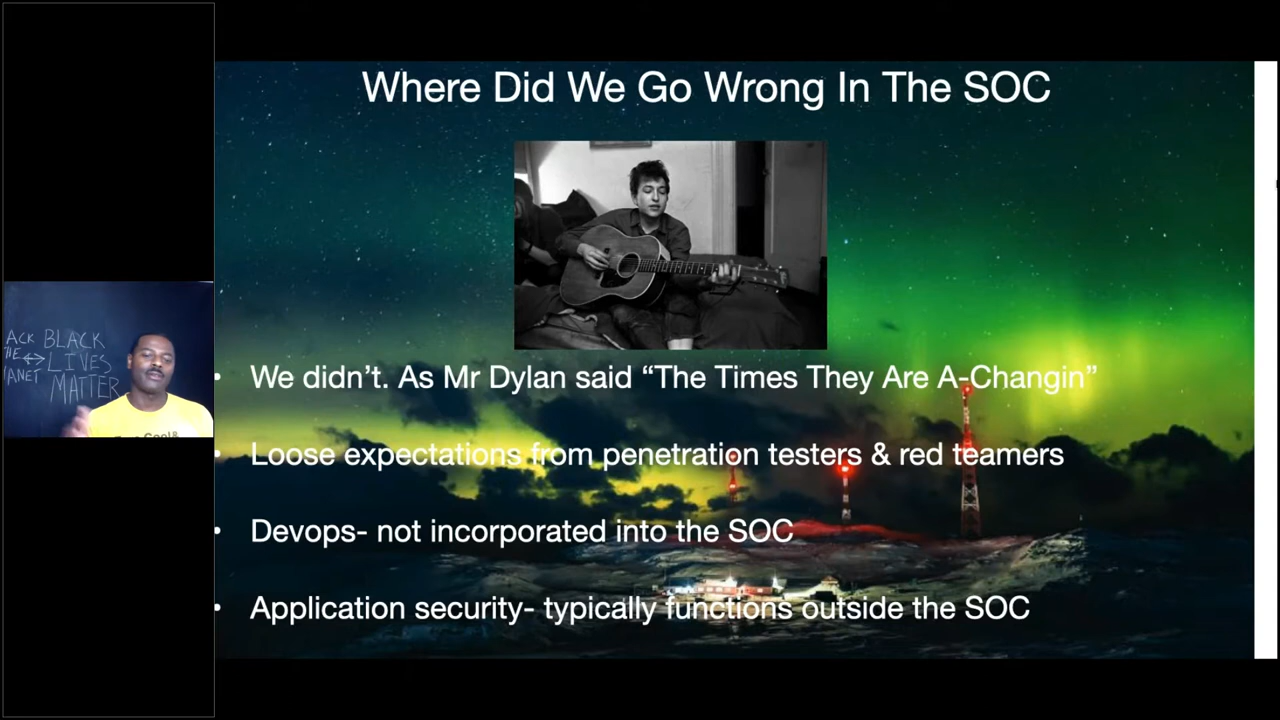 Where Did We Go Wrong In The SOC
• We didn’t. As Mr Dylan said “The Times They Are A-Changin”
• Loose expectations from penetration testers & red teamers
• Devops- not incorporated into the SOC
• Application security- typically functions outside the SOC
ACK BLACK
↔LIVES
ANET MATTER